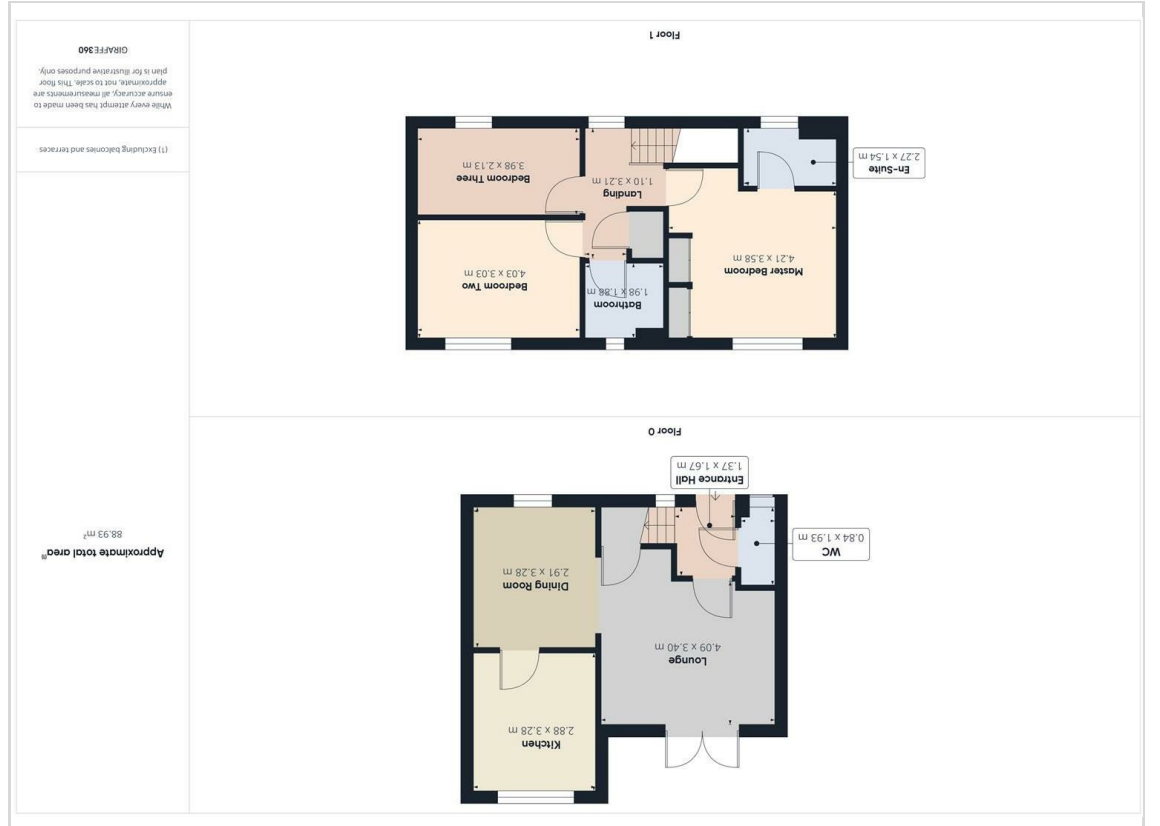 Kitchen
2.88 x 3.28 m
Lounge
4.09 x 3.40 m
Dining Room
2.91 x 3.28 m
WC
0.84 x 1.93 m
Entrance Hall
1.37 x 1.67 m
Floor 0
Bathroom
1.98 x 1.88 m
Master Bedroom
4.21 x 3.58 m
Bedroom Two
4.03 x 3.03 m
Landing
1.10 x 3.21 m
En-Suite
2.27 x 1.54 m
Bedroom Three
3.98 x 2.13 m
Floor 1
Approximate total area(1)
88.93 m²
(1) Excluding balconies and terraces
While every attempt has been made to
ensure accuracy, all measurements are
approximate, not to scale. This floor
plan is for illustrative purposes only.
GIRAFFE360